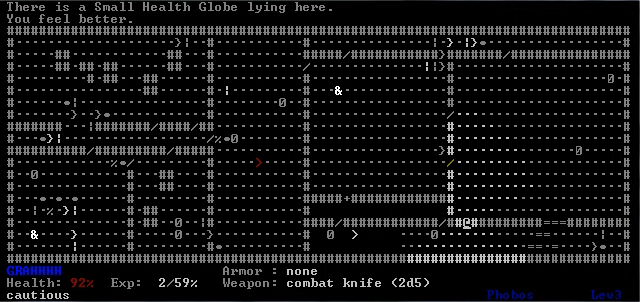 There is a Small Health Globe lying here.
You feel better.
GRAHHHH
Armor : none
Health: 92% Exp: 2/59% Weapon: combat knife (2d5)
cautious Phobos Lev3